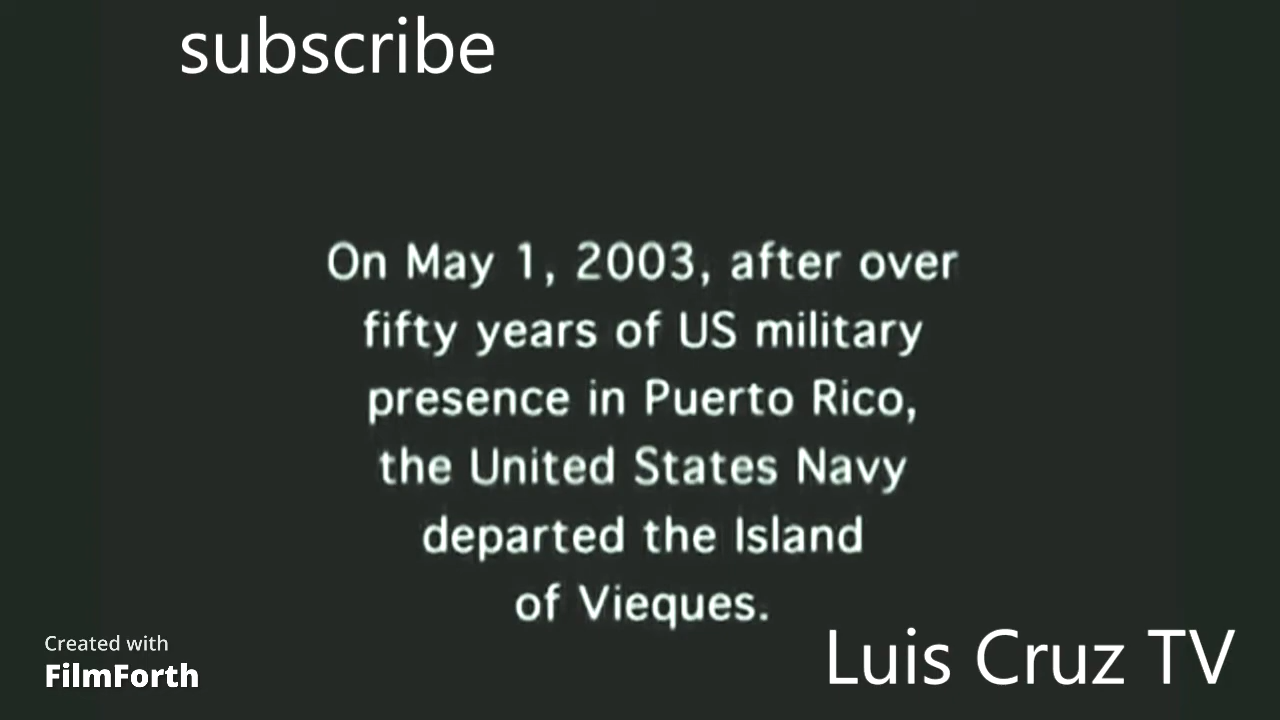 subscribe
On May 1, 2003, after over
fifty years of US military
presence in Puerto Rico,
the United States Navy
departed the Island
of Vieques.
Luis Cruz TV
Created with
FilmForth